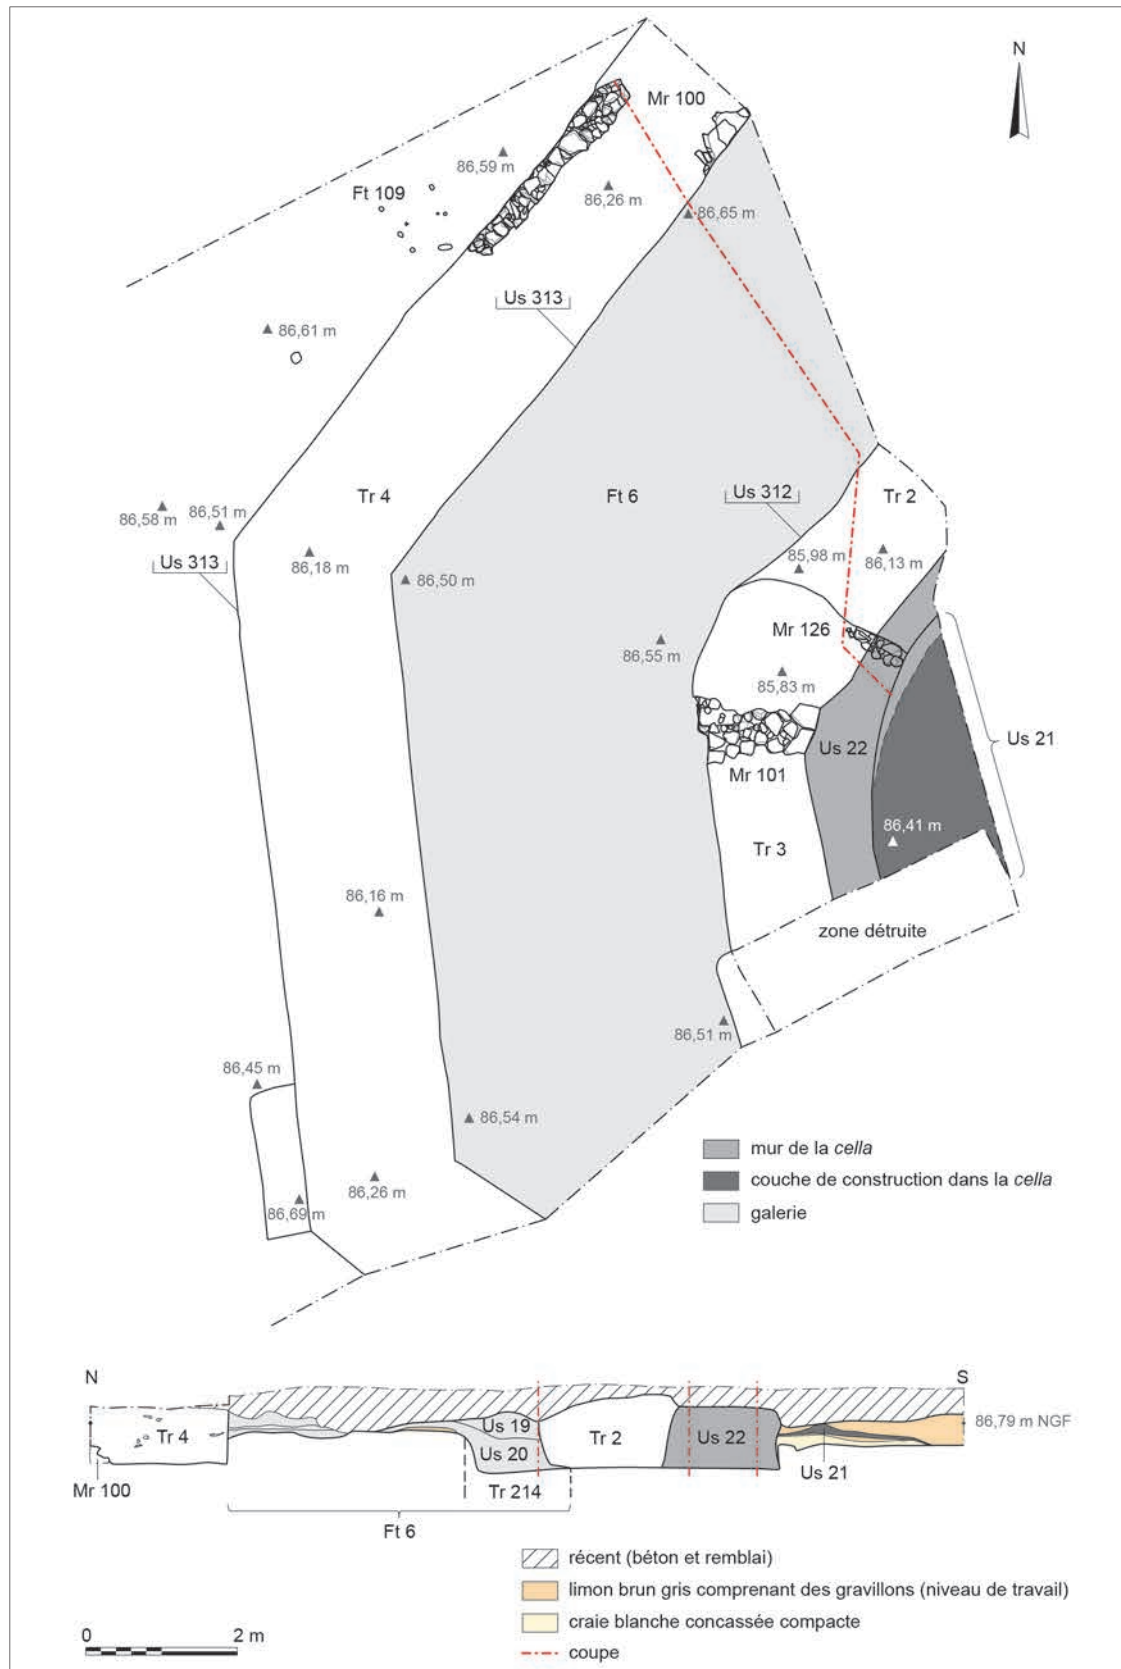 N
Mr 100
86,59 m
Ft 109
86,26 m
86,65 m
Us 313
86,61 m
Tr 4
Ft 6
Us 312
Tr 2
86,58 m
86,51 m
Us 313
86,18 m
86,50 m
85,98 m
86,13 m
Mr 126
86,55 m
85,83 m
Us 22
Us 21
Mr 101
86,41 m
Tr 3
86,16 m
zone détruite
86,51 m
86,45 m
86,54 m
86,26 m
86,69 m
mur de la cella
couche de construction dans la cella
galerie
N
S
86,79 m NGF
Tr 4
Us 19
Us 20
Tr 2
Us 22
Us 21
Mr 100
Tr 214
Ft 6
récent (béton et remblai)
limon brun gris comprenant des gravillons (niveau de travail)
craie blanche concassée compacte
coupe
0 2 m